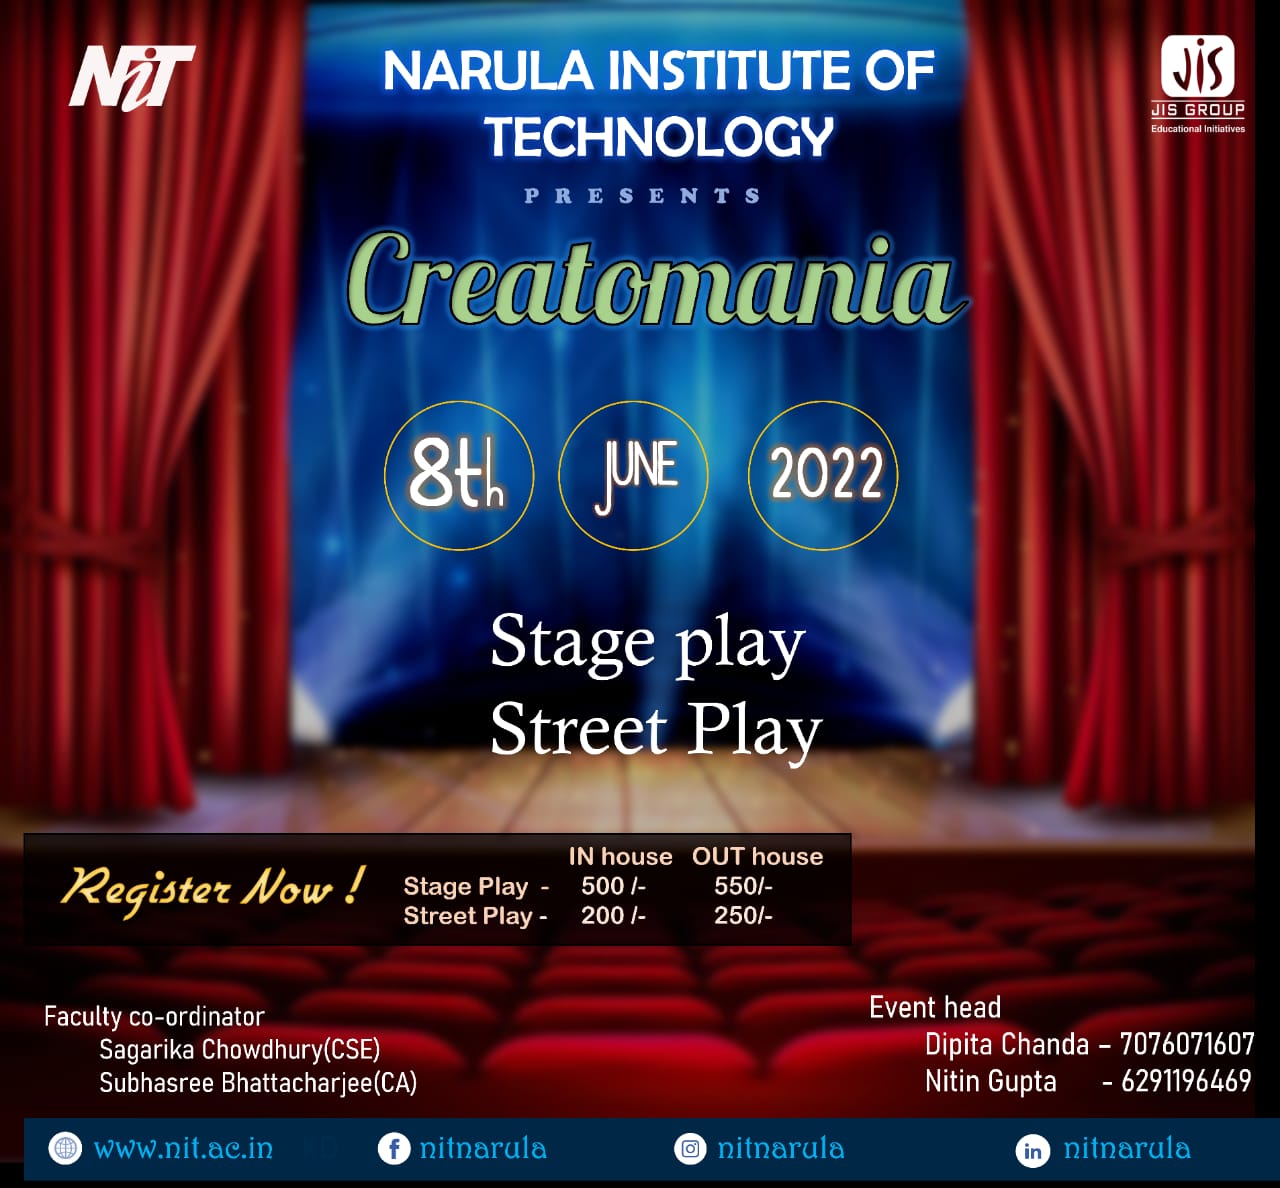 NiT
JIS
JIS GROUP
Educational Initiatives
NARULA INSTITUTE OF
TECHNOLOGY
PRESENTS
Creatomania
8th JUNE 2022
Stage play
Street Play
Register Now !
IN house OUT house
Stage Play - 500 /- 550/-
Street Play - 200 /- 250/-
Faculty co-ordinator
Sagarika Chowdhury(CSE)
Subhasree Bhattacharjee(CA)
Event head
Dipita Chanda – 7076071607
Nitin Gupta - 6291196469
www.nit.ac.in KD nitnarula nitnarula nitnarula